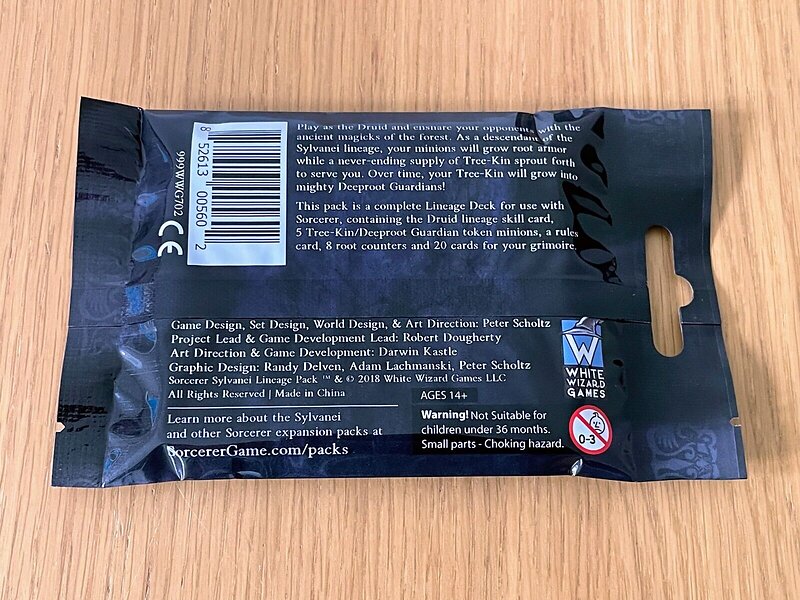 Play as the Druid and ensnare your opponents with the
ancient magicks of the forest. As a descendant of the
Sylvanei lineage, your minions will grow root armor
while a never-ending supply of Tree-Kin sprout forth
to serve you. Over time, your Tree-Kin will grow into
mighty Deeproot Guardians!
This pack is a complete Lineage Deck for use with
Sorcerer, containing the Druid lineage skill card,
5 Tree-Kin/Deeproot Guardian token minions, a rules
card, 8 root counters and 20 cards for your grimoire.
8 52613 00560 2
999WWG702
CE
Game Design, Set Design, World Design, & Art Direction: Peter Scholtz
Project Lead & Game Development Lead: Robert Dougherty
Art Direction & Game Development: Darwin Kastle
Graphic Design: Randy Delven, Adam Lachmanski, Peter Scholtz
Sorcerer Sylvanei Lineage Pack ™ & © 2018 White Wizard Games LLC
All Rights Reserved | Made in China
Learn more about the Sylvanei
and other Sorcerer expansion packs at
SorcererGame.com/packs
AGES 14+
Warning! Not Suitable for
children under 36 months.
Small parts - Choking hazard.
W
WHITE
WIZARD
GAMES
0-3